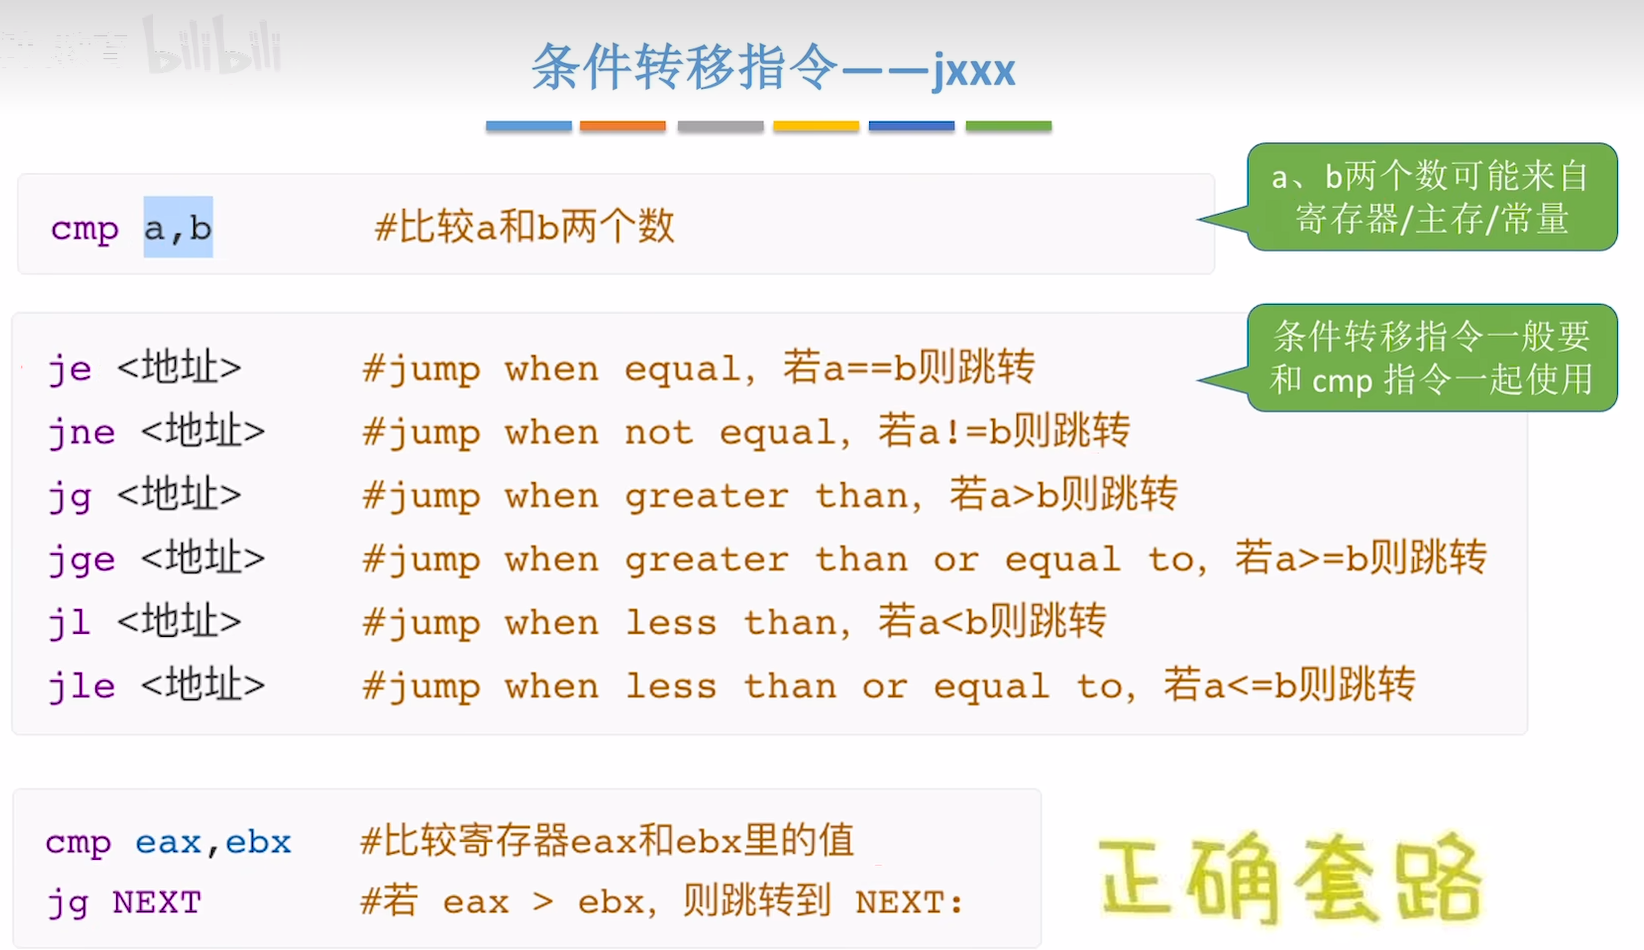 bilibili
条件转移指令——jxxx
cmp a,b #比较a和b两个数
a、b两个数可能来自
寄存器/主存/常量
条件转移指令一般要
和 cmp 指令一起使用
je <地址> #jump when equal, 若a==b则跳转
jne <地址> #jump when not equal, 若a!=b则跳转
jg <地址> #jump when greater than, 若a>b则跳转
jge <地址> #jump when greater than or equal to, 若a>=b则跳转
jl <地址> #jump when less than, 若a<b则跳转
jle <地址> #jump when less than or equal to, 若a<=b则跳转
cmp eax,ebx #比较寄存器eax和ebx里的值
jg NEXT #若 eax > ebx, 则跳转到 NEXT:
正确套路